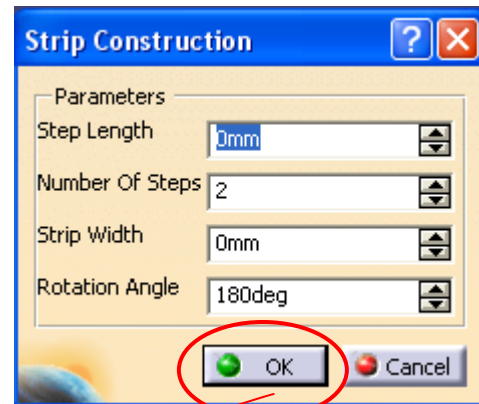 Strip Construction
Parameters
Step Length 0mm
Number Of Steps 2
Strip Width 0mm
Rotation Angle 180deg
OK Cancel